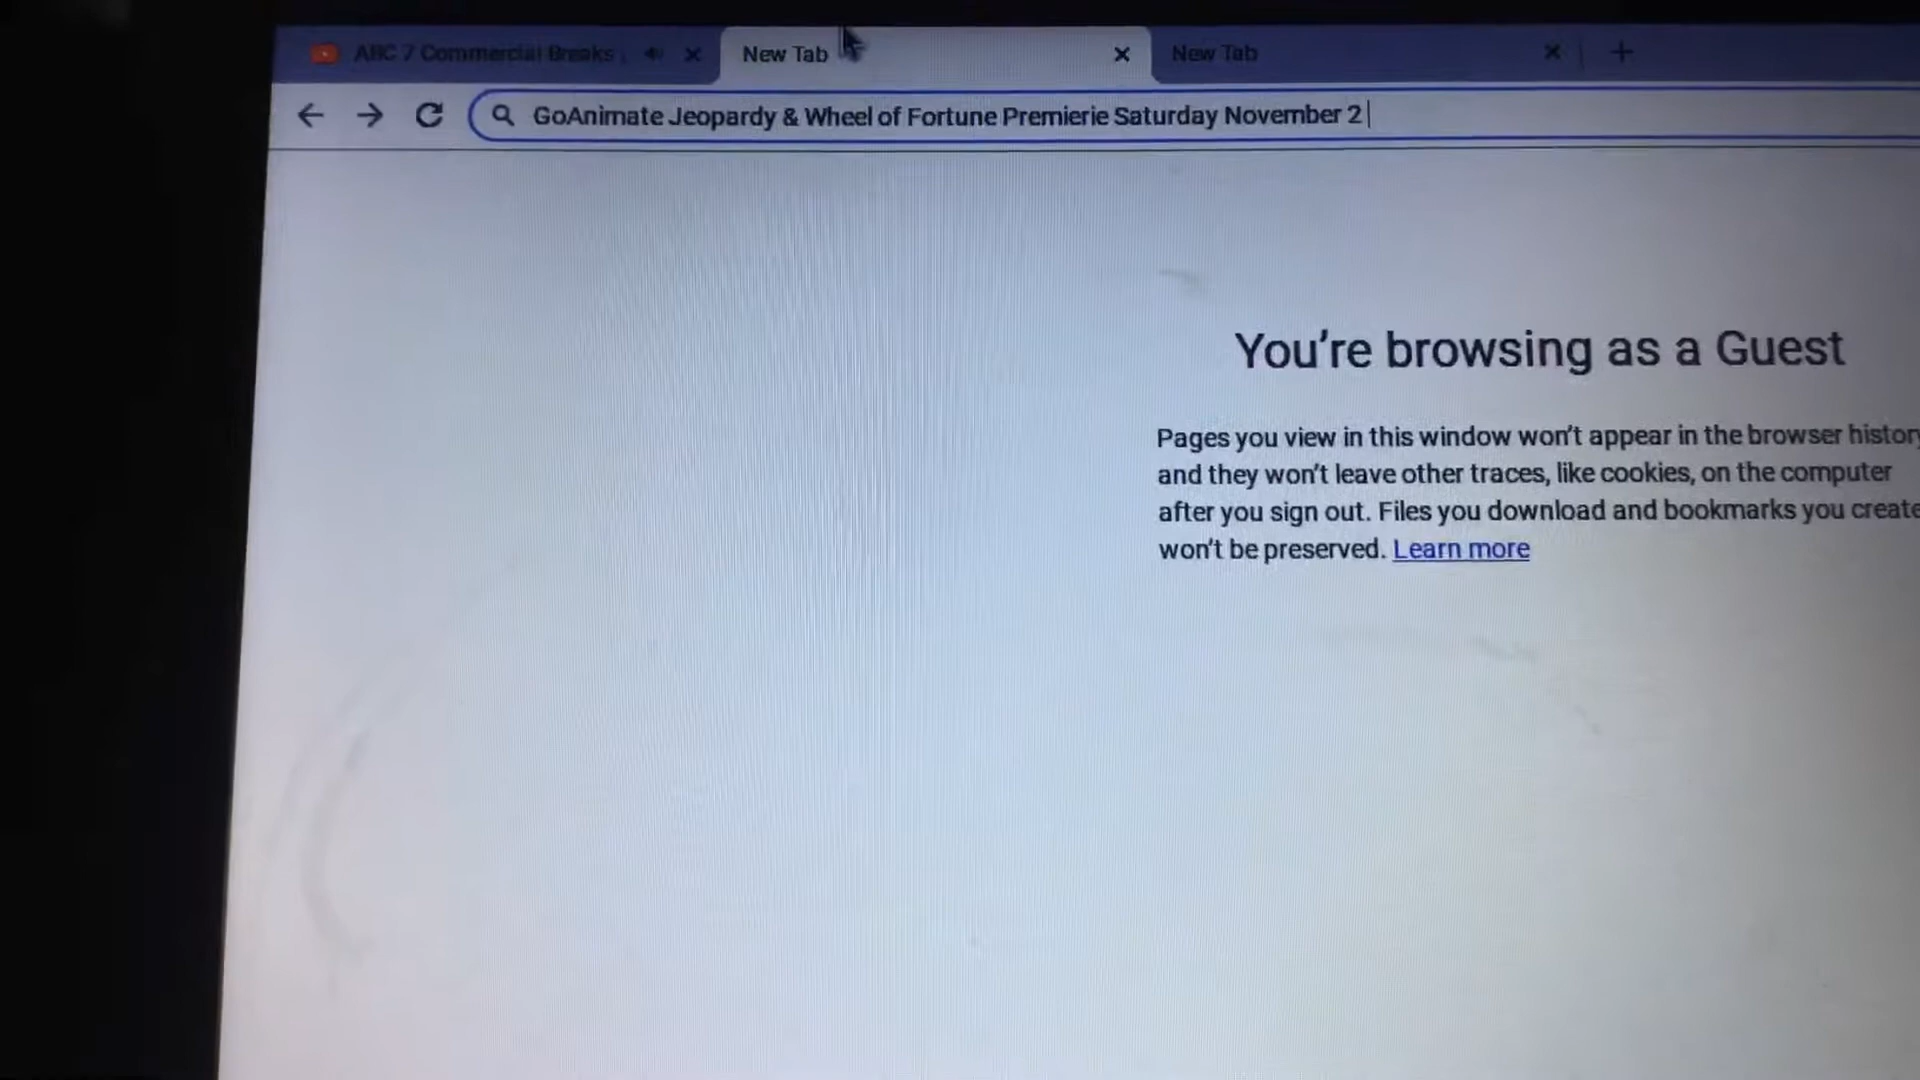 ABC 7 Commercial Breaks
New Tab
New Tab
GoAnimate Jeopardy & Wheel of Fortune Premierie Saturday November 2
You're browsing as a Guest
Pages you view in this window won't appear in the browser history
and they won't leave other traces, like cookies, on the computer
after you sign out. Files you download and bookmarks you create
won't be preserved. Learn more